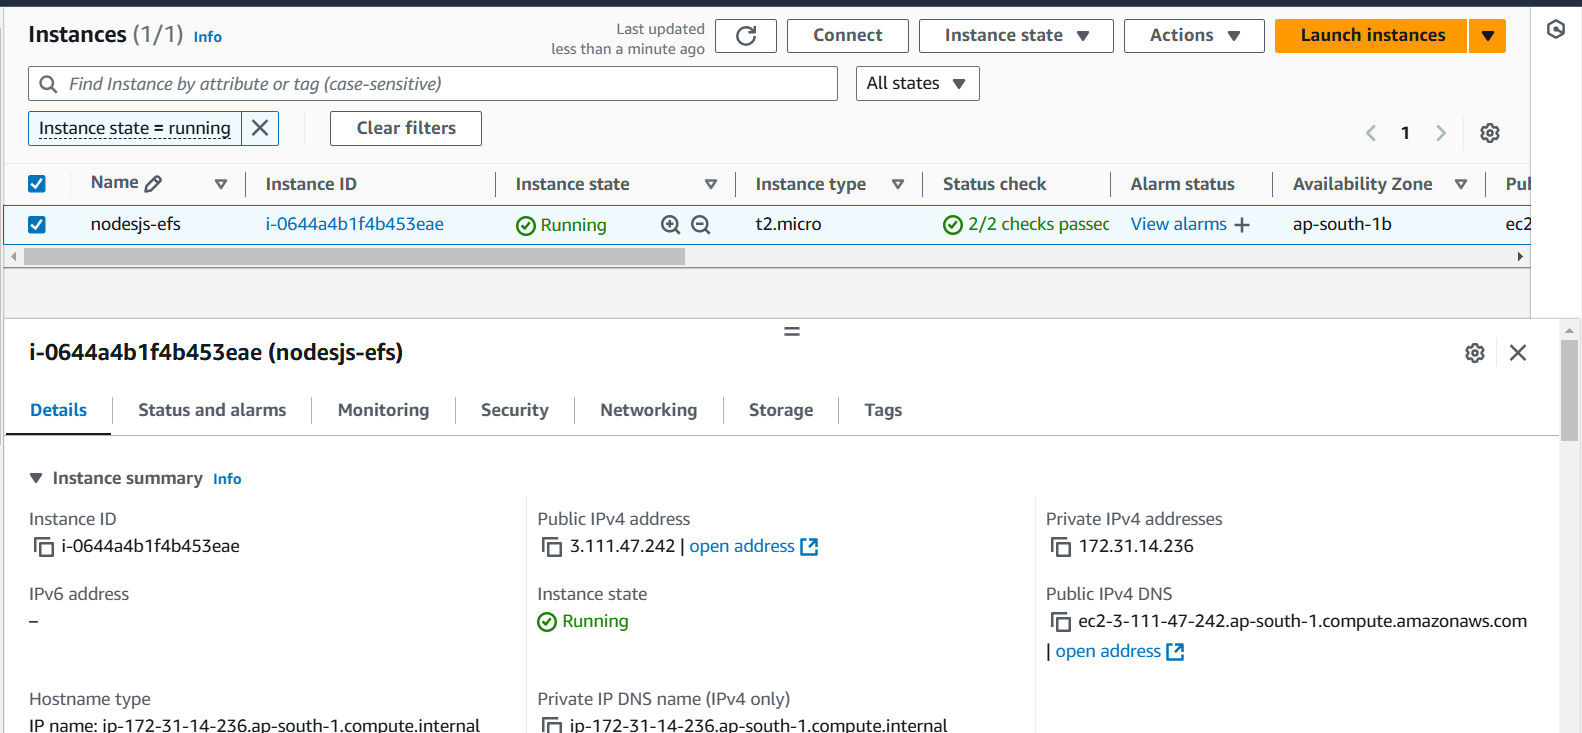 Instances (1/1) Info
Last updated
less than a minute ago
Connect
Instance state
Actions
Launch instances
Find Instance by attribute or tag (case-sensitive)
All states
Instance state = running
Clear filters
1
Name Instance ID Instance state Instance type Status check Alarm status Availability Zone Pul
nodesjs-efs i-0644a4b1f4b453eae Running t2.micro 2/2 checks passec View alarms + ap-south-1b ec2
i-0644a4b1f4b453eae (nodesjs-efs)
Details Status and alarms Monitoring Security Networking Storage Tags
Instance summary Info
Instance ID
i-0644a4b1f4b453eae
Public IPv4 address
3.111.47.242 | open address
Private IPv4 addresses
172.31.14.236
IPv6 address
–
Instance state
Running
Public IPv4 DNS
ec2-3-111-47-242.ap-south-1.compute.amazonaws.com
| open address
Hostname type
IP name: ip-172-31-14-236.ap-south-1.compute.internal
Private IP DNS name (IPv4 only)
ip-172-31-14-236.ap-south-1.compute.internal